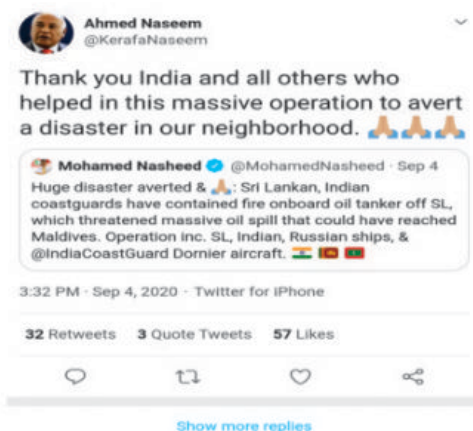 Ahmed Naseem
@KerafaNaseem
Thank you India and all others who
helped in this massive operation to avert
a disaster in our neighborhood. 🙏🏽🙏🏽🙏🏽
Mohamed Nasheed @MohamedNasheed · Sep 4
Huge disaster averted & 🙏🏽: Sri Lankan, Indian
coastguards have contained fire onboard oil tanker off SL,
which threatened massive oil spill that could have reached
Maldives. Operation inc. SL, Indian, Russian ships, &
@IndiaCoastGuard Dornier aircraft. 🇮🇳 🇱🇰 🇲🇻
3:32 PM · Sep 4, 2020 · Twitter for iPhone
32 Retweets 3 Quote Tweets 57 Likes
Show more replies